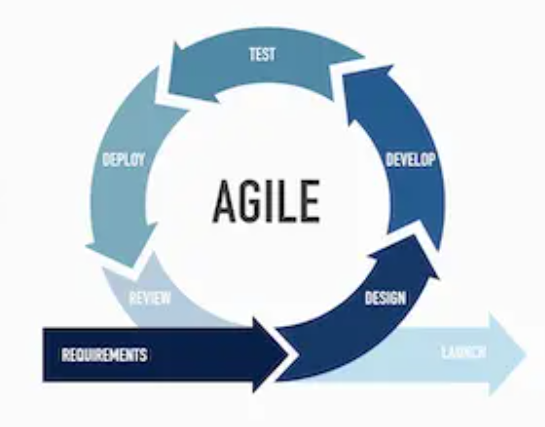 TEST
DEPLOY
DEVELOP
AGILE
REVIEW
DESIGN
REQUIREMENTS
LAUNCH